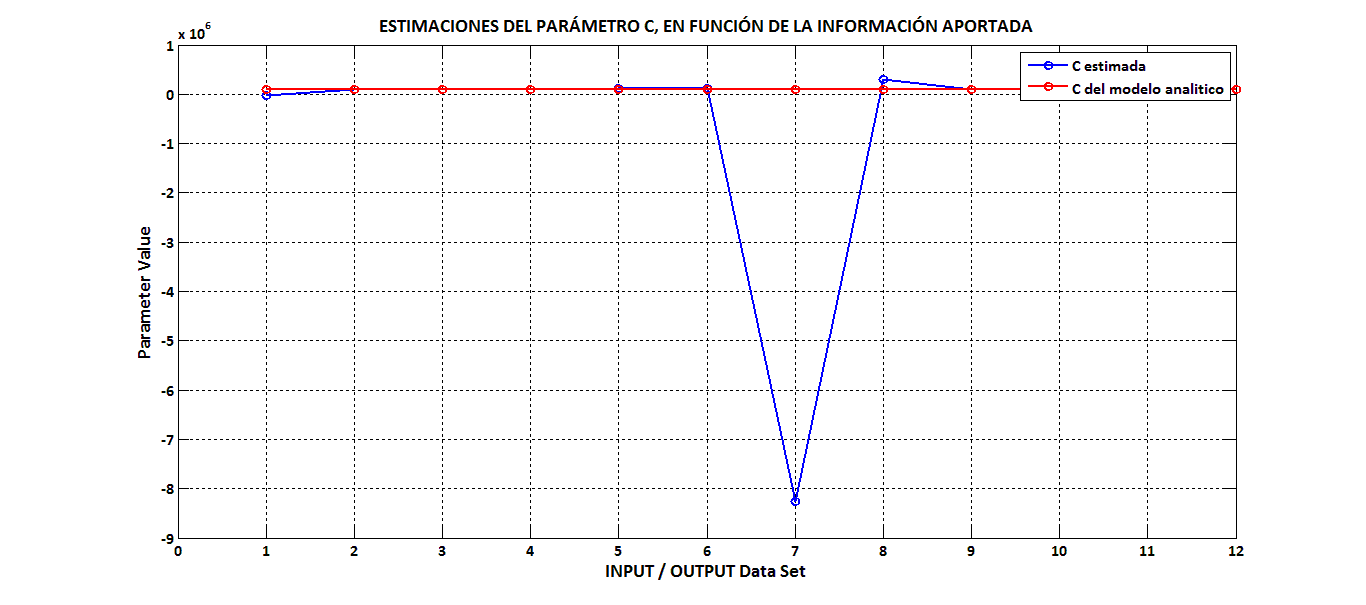 ESTIMACIONES DEL PARÁMETRO C, EN FUNCIÓN DE LA INFORMACIÓN APORTADA
x 10^6
C estimada
C del modelo analitico
1
0
-1
-2
-3
-4
-5
-6
-7
-8
-9
Parameter Value
0 1 2 3 4 5 6 7 8 9 10 11 12
INPUT / OUTPUT Data Set